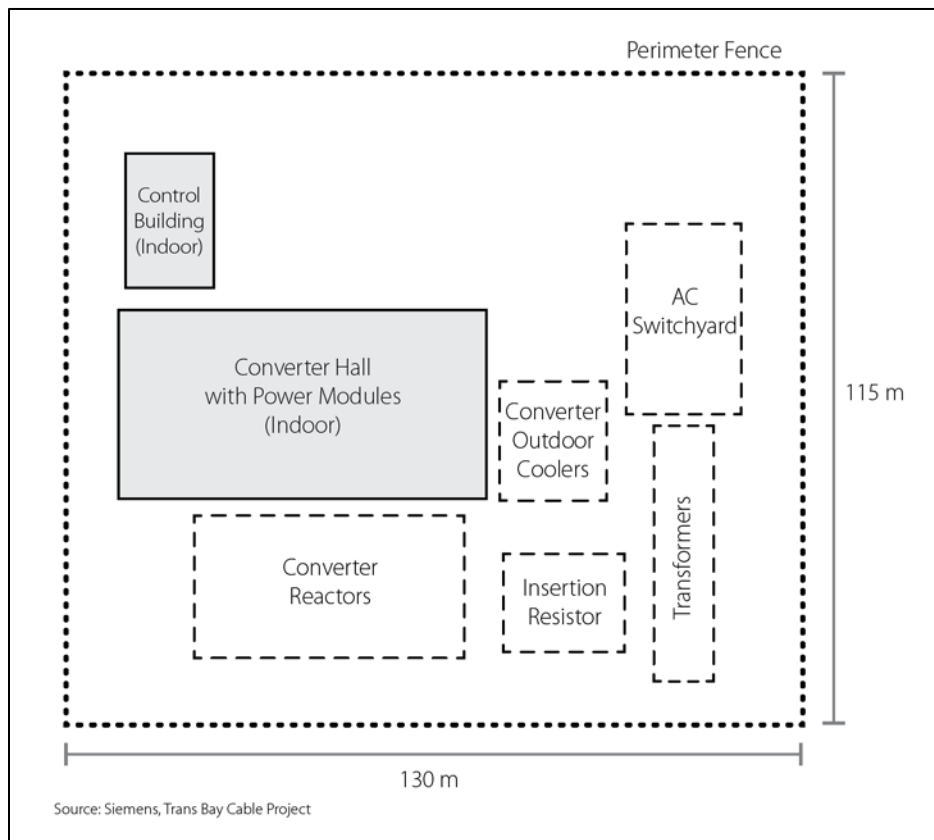 Perimeter Fence
Control
Building
(Indoor)
AC
Switchyard
Converter Hall
with Power Modules
(Indoor)
115 m
Converter
Outdoor
Coolers
Converter
Reactors
Insertion
Resistor
Transformers
130 m
Source: Siemens, Trans Bay Cable Project